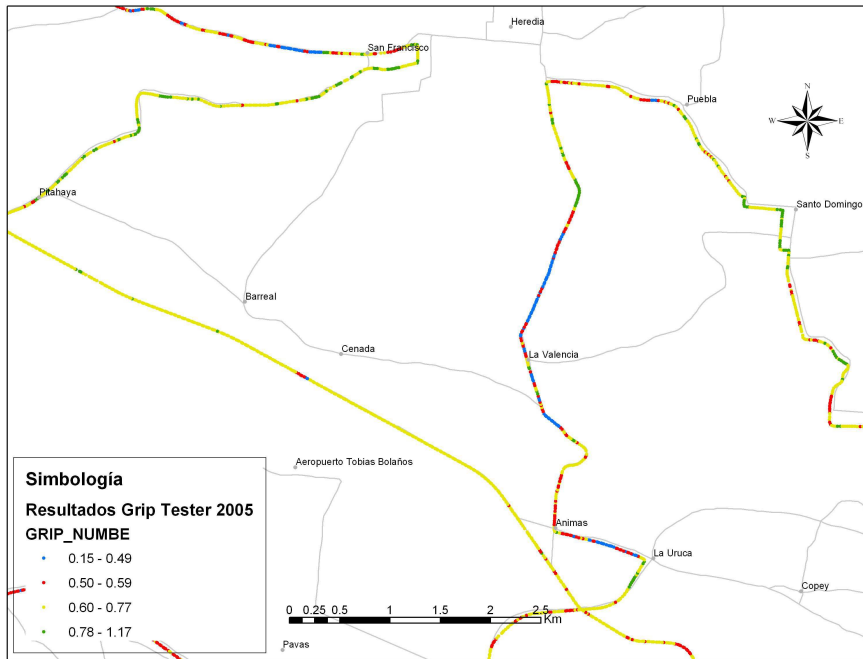 Heredia
San Francisco
Puebla
N
W E
S
Pitahaya
Santo Domingo
Barreal
Cenada
La Valencia
Simbología
Resultados Grip Tester 2005
GRIP_NUMBE
0.15 - 0.49
0.50 - 0.59
0.60 - 0.77
0.78 - 1.17
Aeropuerto Tobias Bolaños
Animas
La Uruca
Copey
0 0.25 0.5 1 1.5 2 2.5
Km
Pavas